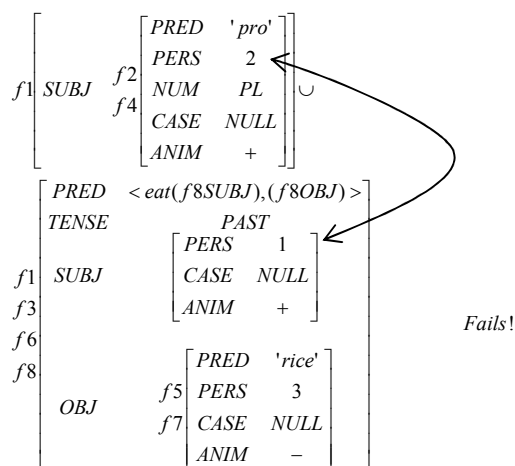 PRED 'pro'
PERS 2
f2
f1 SUBJ NUM PL ∪
f4
CASE NULL
ANIM +
PRED < eat(f8SUBJ),(f8OBJ) >
TENSE PAST
PERS 1
f1 SUBJ CASE NULL
f3 ANIM +
Fails!
f6
PRED 'rice'
f8
f5 PERS 3
OBJ f7 CASE NULL
ANIM −